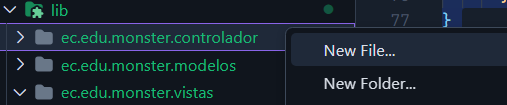 lib
77
}
ec.edu.monster.controlador
New File...
ec.edu.monster.modelos
New Folder...
ec.edu.monster.vistas